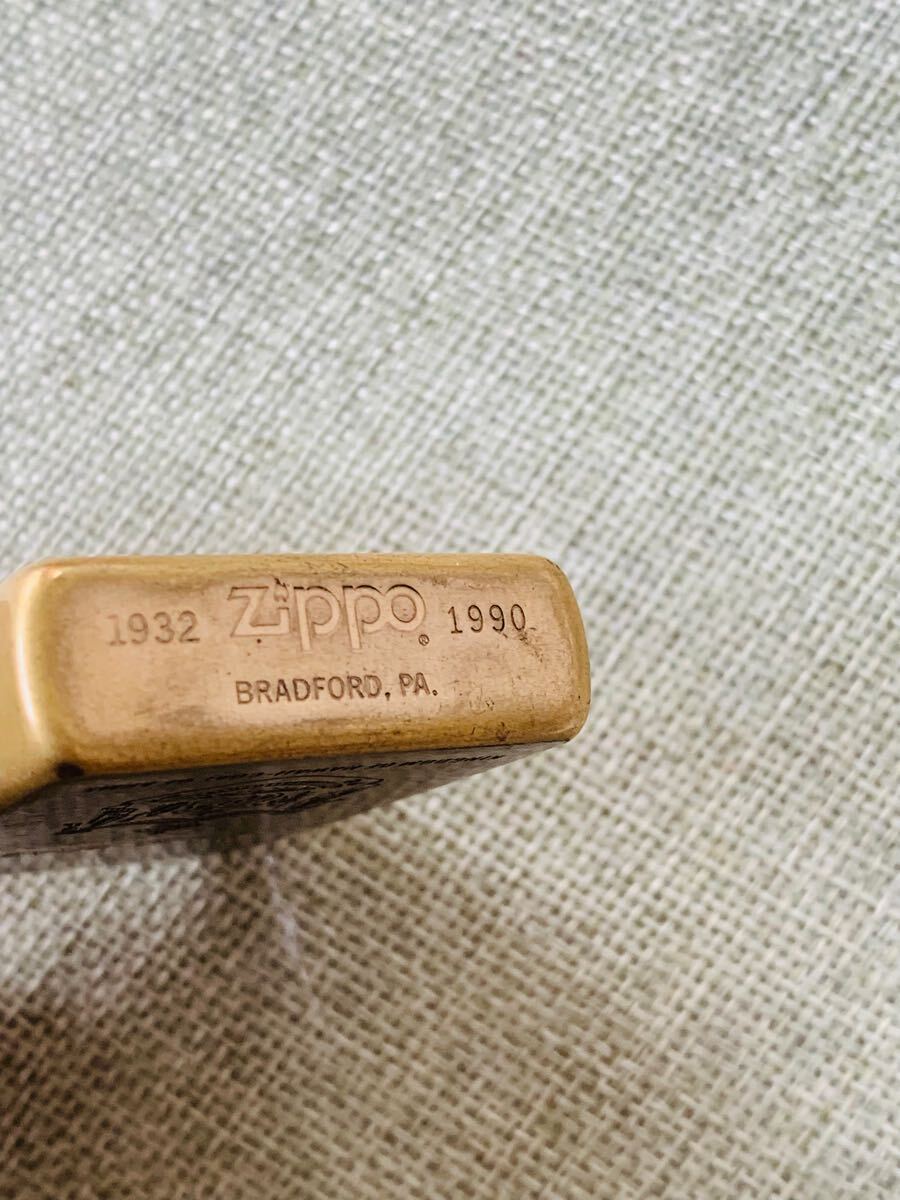 1932 Zippo® 1990
BRADFORD, PA.